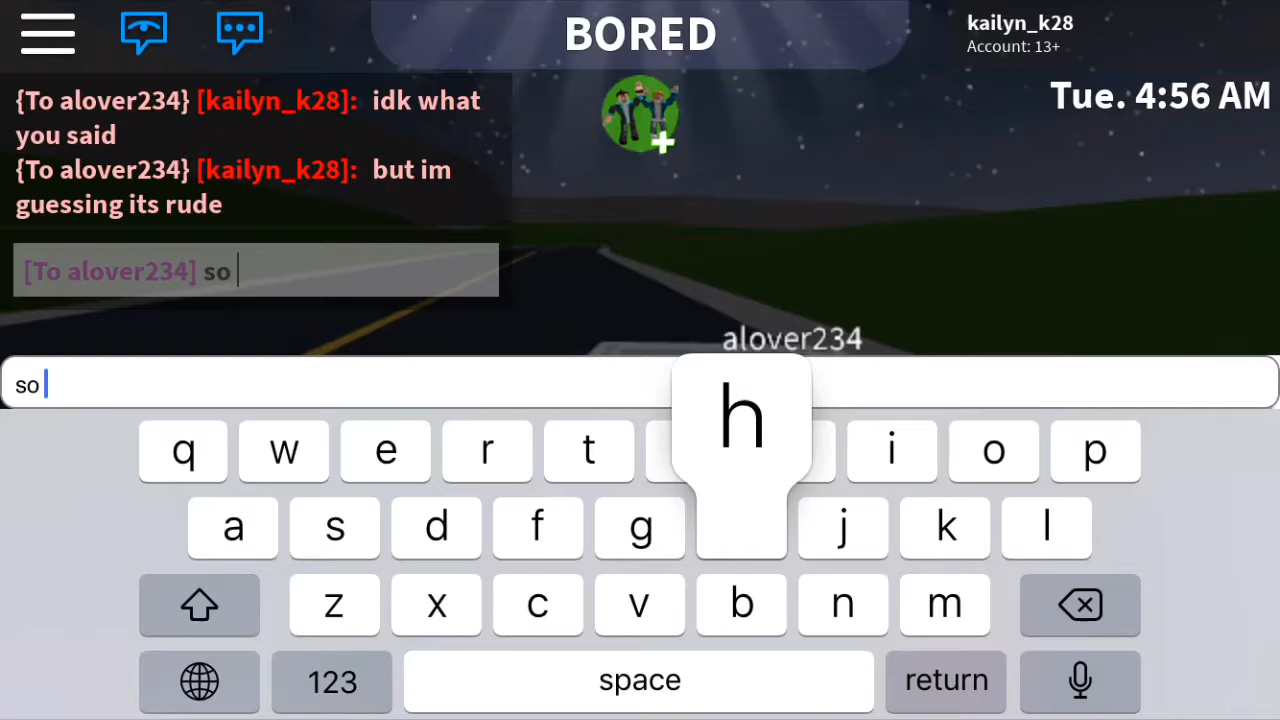 BORED
kailyn_k28
Account: 13+
Tue. 4:56 AM
{To alover234} [kailyn_k28]: idk what
you said
{To alover234} [kailyn_k28]: but im
guessing its rude
[To alover234] so
alover234
so
h
q w e r t i o p
a s d f g j k l
z x c v b n m
123 space return